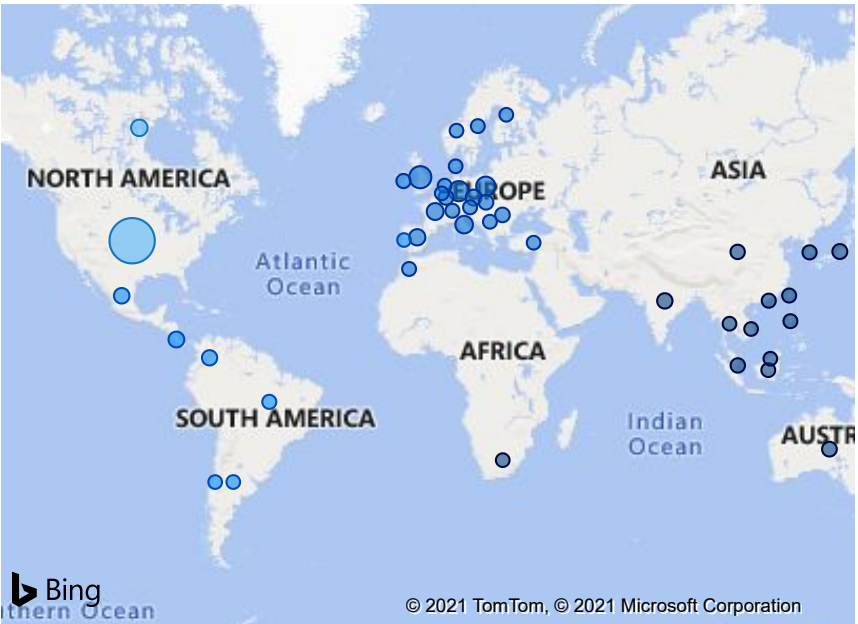 NORTH AMERICA
EUROPE
ASIA
Atlantic
Ocean
AFRICA
SOUTH AMERICA
Indian
Ocean
AUSTR
Bing
© 2021 TomTom, © 2021 Microsoft Corporation
thern Ocean